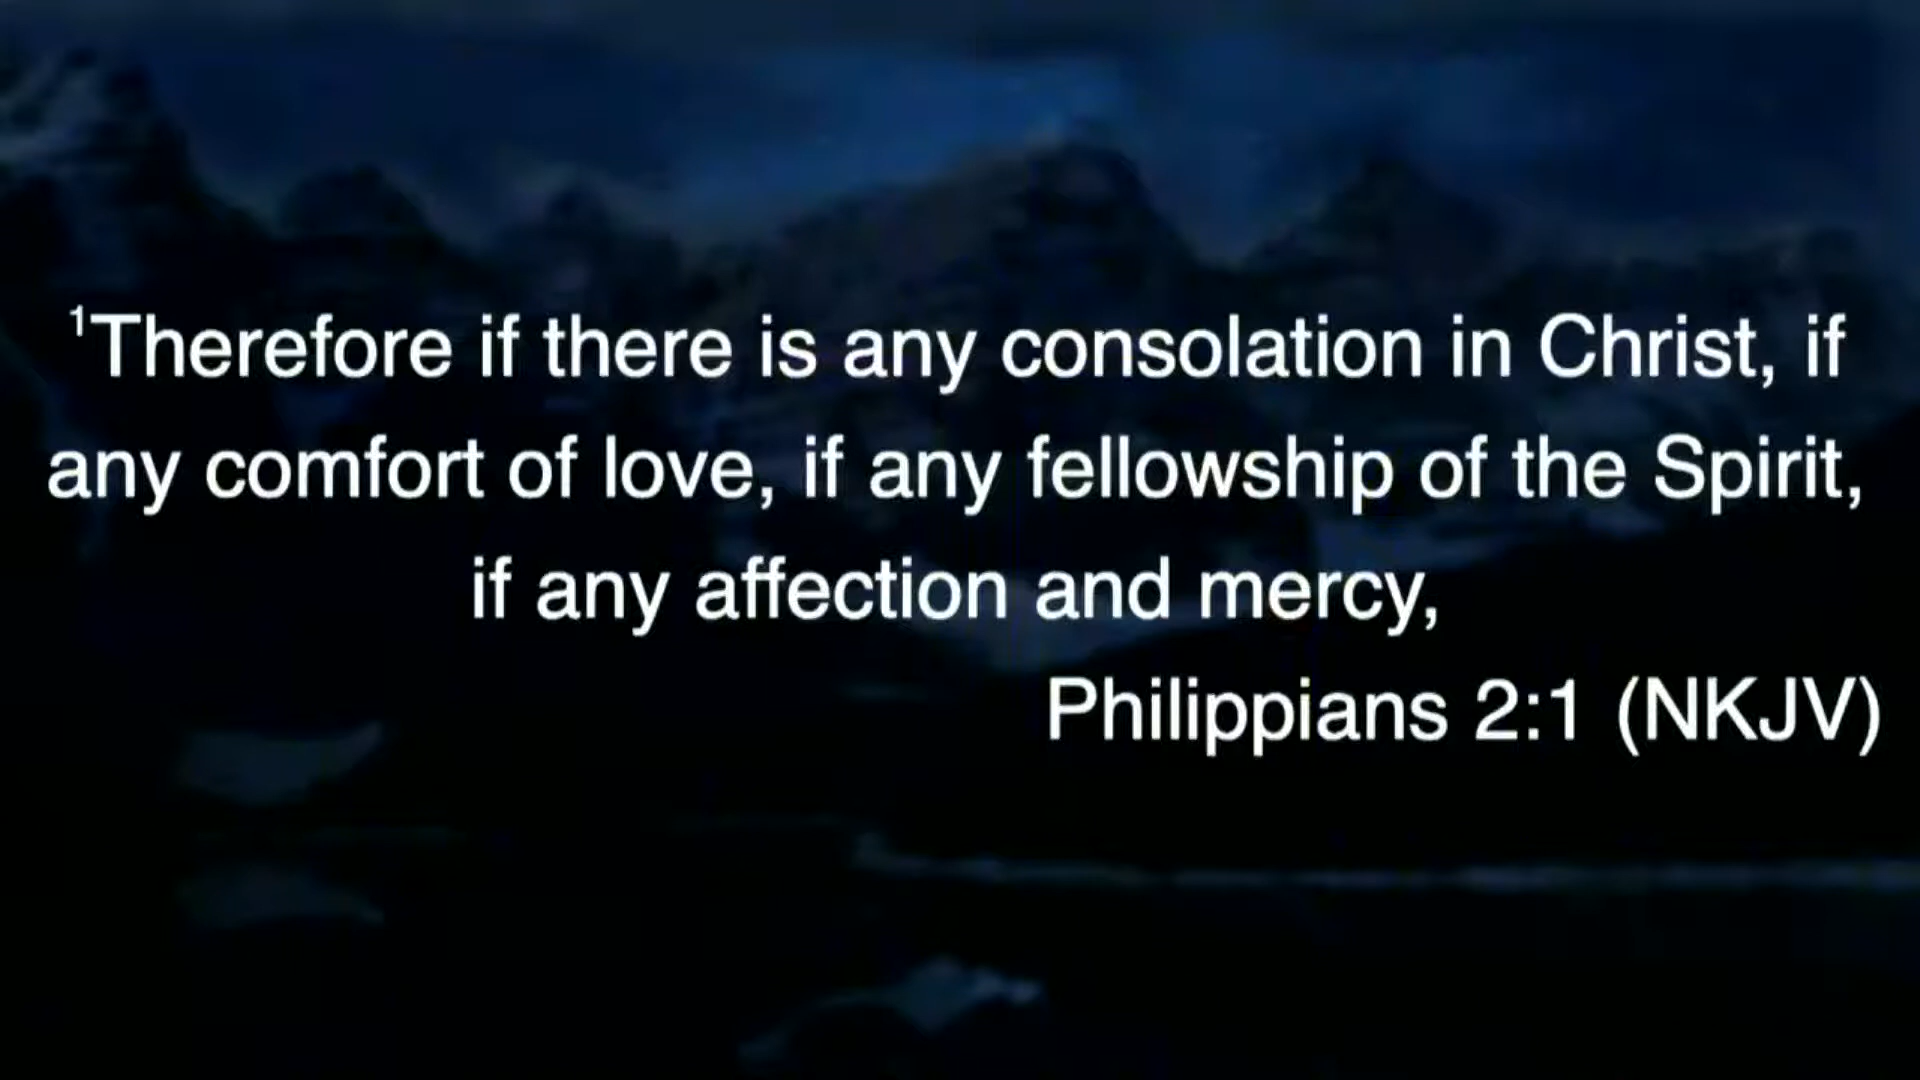 ¹Therefore if there is any consolation in Christ, if
any comfort of love, if any fellowship of the Spirit,
if any affection and mercy,
Philippians 2:1 (NKJV)